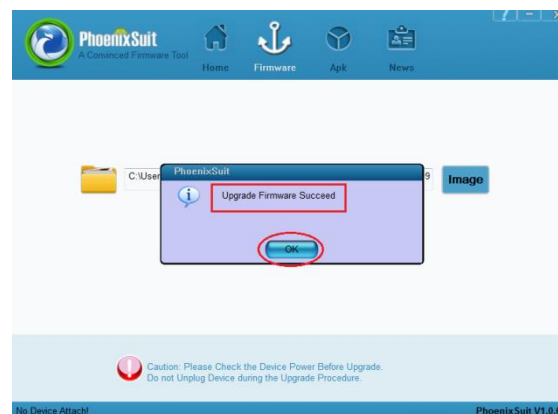 PhoenixSuit
A Convinced Firmware Tool
Home
Firmware
Apk
News
C:\User
9
Image
PhoenixSuit
Upgrade Firmware Succeed
OK
Caution: Please Check the Device Power Before Upgrade.
Do not Unplug Device during the Upgrade Procedure.
No Device Attach!
PhoenixSuit V1.0.